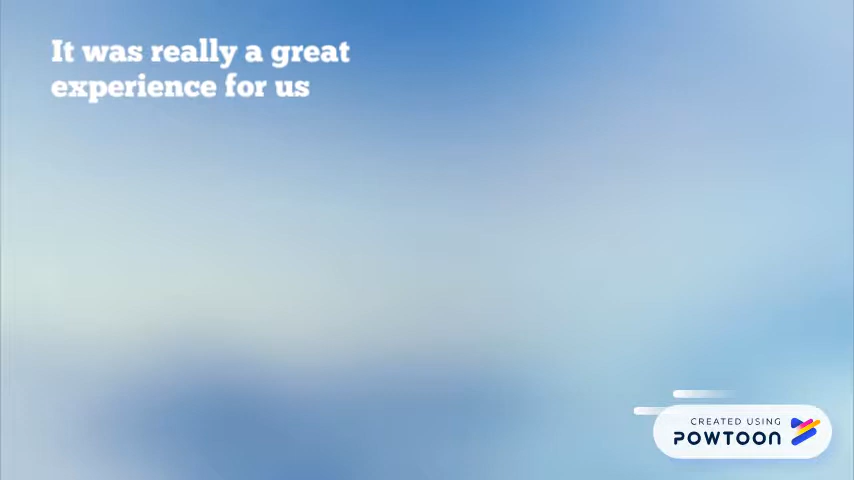 It was really a great
experience for us
CREATED USING
POWTOON